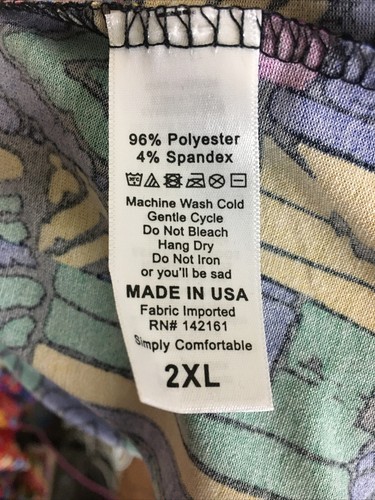 96% Polyester
4% Spandex
Machine Wash Cold
Gentle Cycle
Do Not Bleach
Hang Dry
Do Not Iron
or you'll be sad
MADE IN USA
Fabric Imported
RN# 142161
Simply Comfortable
2XL